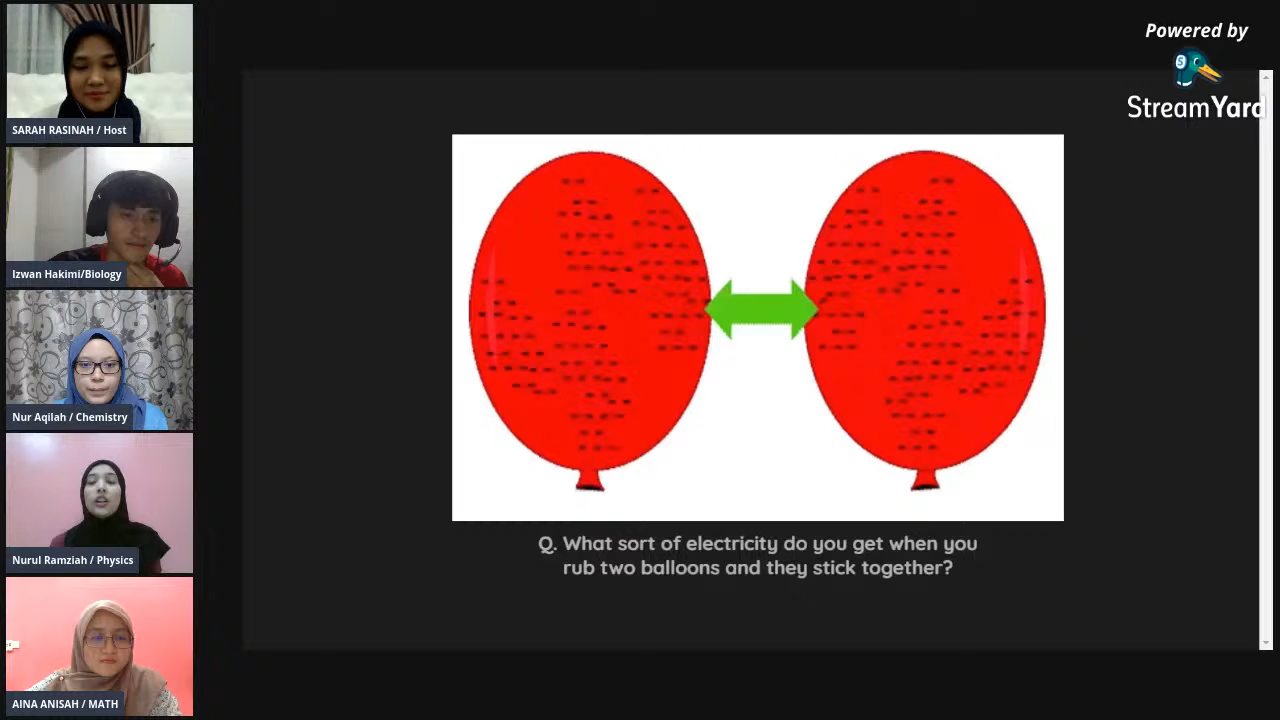 SARAH RASINAH / Host
Izwan Hakimi/Biology
Nur Aqilah / Chemistry
Nurul Ramziah / Physics
AINA ANISAH / MATH
Powered by
StreamYard
Q. What sort of electricity do you get when you
rub two balloons and they stick together?